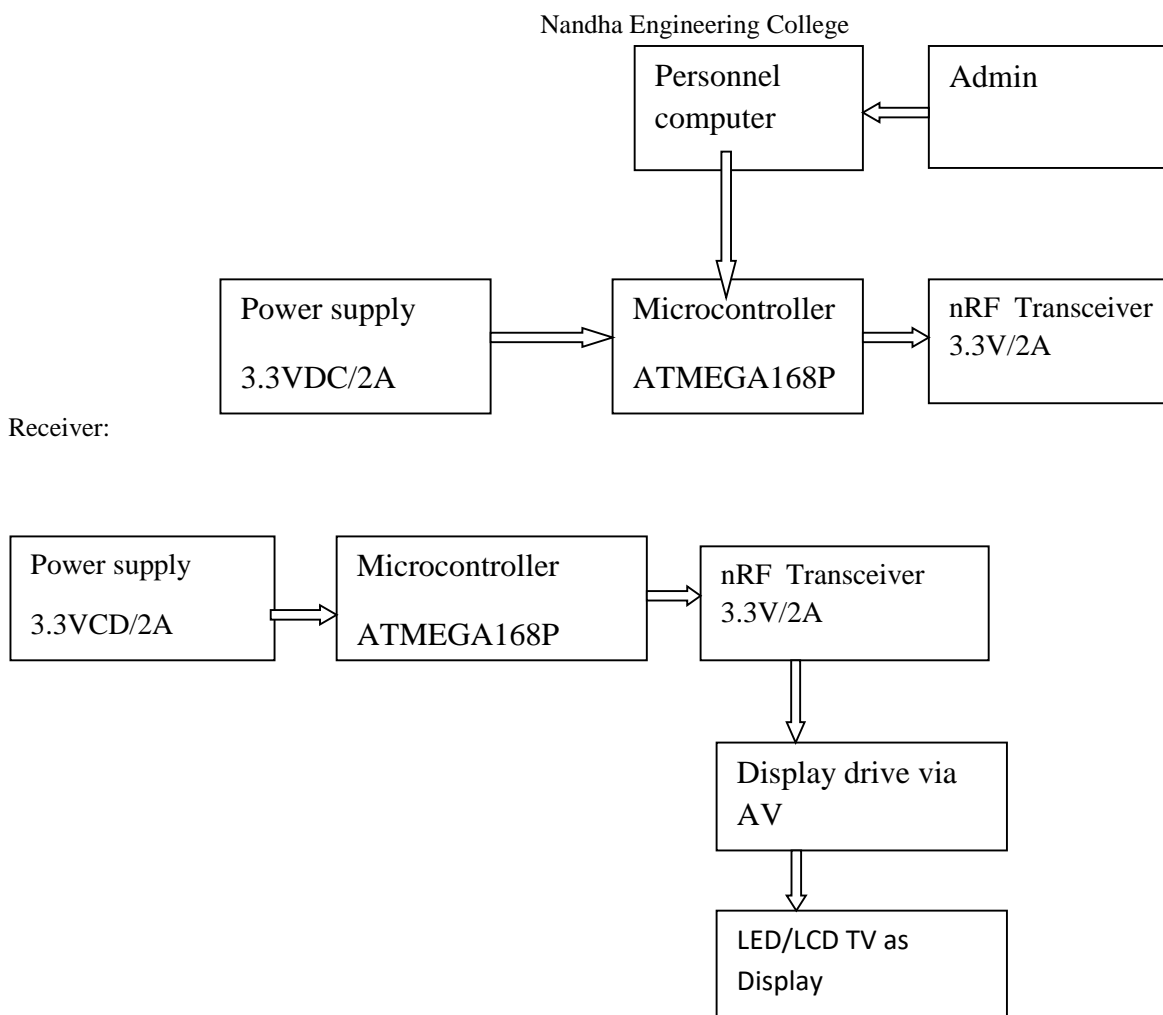 Nandha Engineering College
Personnel
computer
Admin
Power supply
3.3VDC/2A
Microcontroller
ATMEGA168P
nRF Transceiver
3.3V/2A
Receiver:
Power supply
3.3VCD/2A
Microcontroller
ATMEGA168P
nRF Transceiver
3.3V/2A
Display drive via
AV
LED/LCD TV as
Display